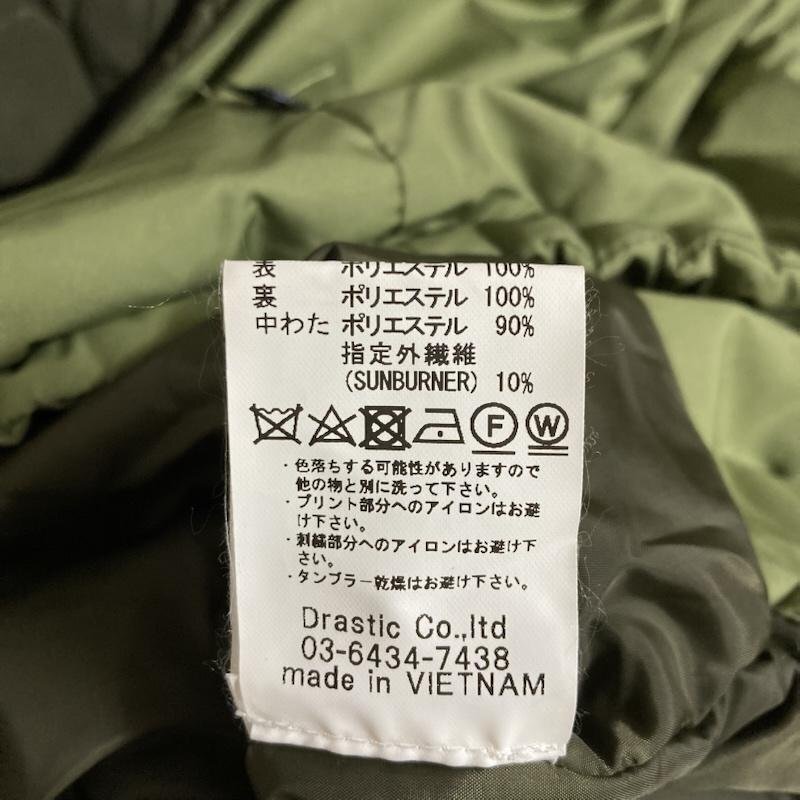 表 ポリエステル 100%
裏 ポリエステル 100%
中わた ポリエステル 90%
指定外繊維
(SUNBURNER) 10%
F W
・色落ちする可能性がありますので
他の物と別に洗って下さい。
・プリント部分へのアイロンはお避
け下さい。
・刺繍部分へのアイロンはお避け下
さい。
・タンブラー乾燥はお避け下さい。
Drastic Co.,ltd
03-6434-7438
made in VIETNAM